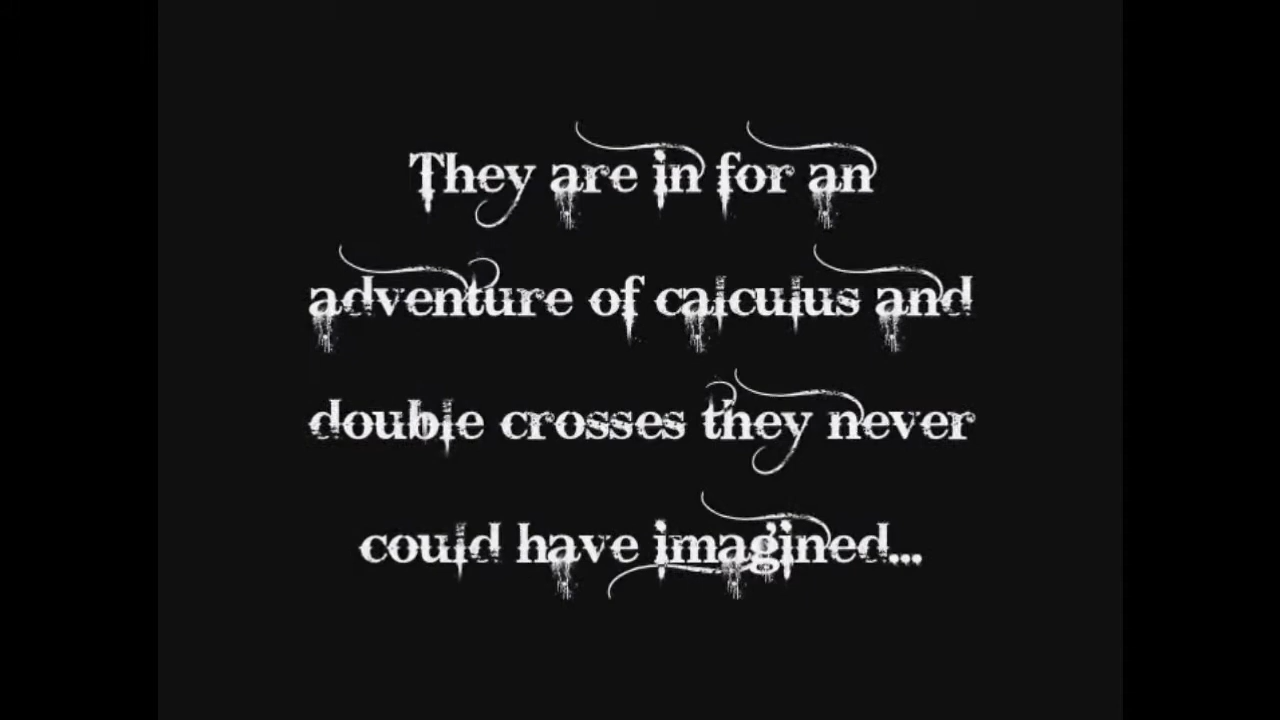 They are in for an
adventure of calculus and
double crosses they never
could have imagined...